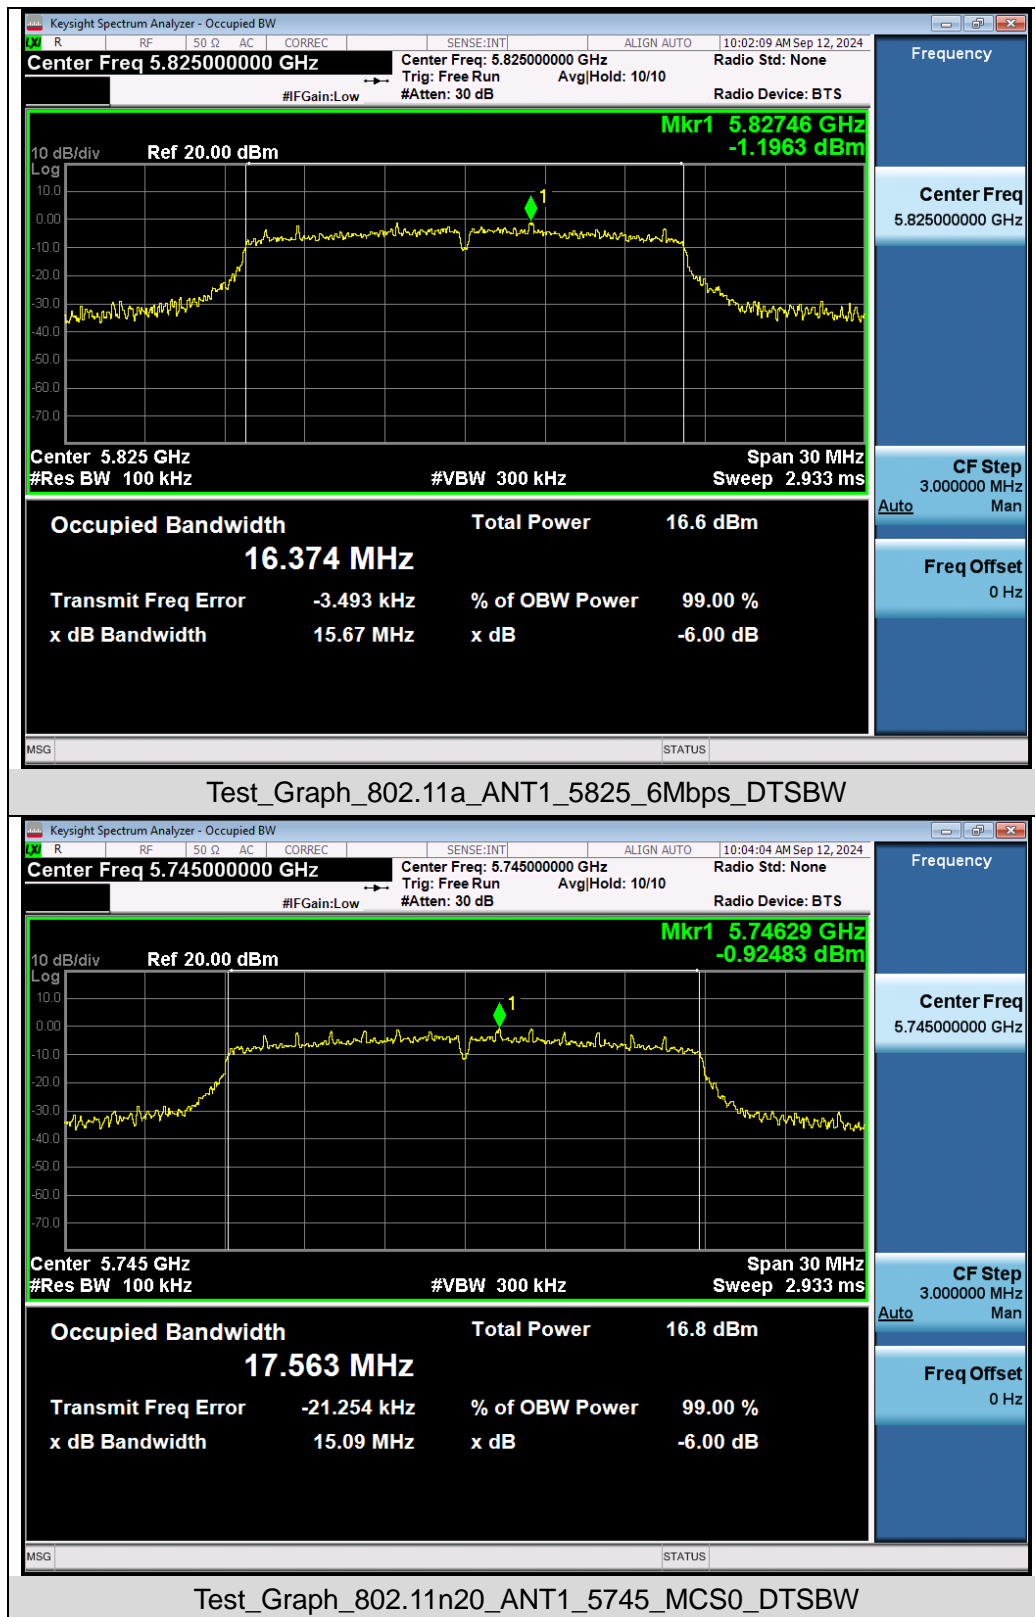 Keysight Spectrum Analyzer - Occupied BW
LXI R RF 50 Ω AC CORREC SENSE:INT ALIGN AUTO 10:02:09 AM Sep 12, 2024
Center Freq 5.825000000 GHz
Center Freq: 5.825000000 GHz
Radio Std: None
Trig: Free Run Avg|Hold: 10/10
#IFGain:Low
#Atten: 30 dB
Radio Device: BTS
Mkr1 5.82746 GHz
-1.1963 dBm
10 dB/div Ref 20.00 dBm
Log
1
10.0
0.00
-10.0
-20.0
-30.0
-40.0
-50.0
-60.0
-70.0
Center 5.825 GHz Span 30 MHz
#Res BW 100 kHz #VBW 300 kHz Sweep 2.933 ms
Occupied Bandwidth Total Power 16.6 dBm
16.374 MHz
Transmit Freq Error -3.493 kHz % of OBW Power 99.00 %
x dB Bandwidth 15.67 MHz x dB -6.00 dB
Frequency
Center Freq
5.825000000 GHz
CF Step
3.000000 MHz
Auto Man
Freq Offset
0 Hz
MSG STATUS
Test_Graph_802.11a_ANT1_5825_6Mbps_DTSBW
Keysight Spectrum Analyzer - Occupied BW
LXI R RF 50 Ω AC CORREC SENSE:INT ALIGN AUTO 10:04:04 AM Sep 12, 2024
Center Freq 5.745000000 GHz
Center Freq: 5.745000000 GHz
Radio Std: None
Trig: Free Run Avg|Hold: 10/10
#IFGain:Low
#Atten: 30 dB
Radio Device: BTS
Mkr1 5.74629 GHz
-0.92483 dBm
10 dB/div Ref 20.00 dBm
Log
1
10.0
0.00
-10.0
-20.0
-30.0
-40.0
-50.0
-60.0
-70.0
Center 5.745 GHz Span 30 MHz
#Res BW 100 kHz #VBW 300 kHz Sweep 2.933 ms
Occupied Bandwidth Total Power 16.8 dBm
17.563 MHz
Transmit Freq Error -21.254 kHz % of OBW Power 99.00 %
x dB Bandwidth 15.09 MHz x dB -6.00 dB
Frequency
Center Freq
5.745000000 GHz
CF Step
3.000000 MHz
Auto Man
Freq Offset
0 Hz
MSG STATUS
Test_Graph_802.11n20_ANT1_5745_MCS0_DTSBW